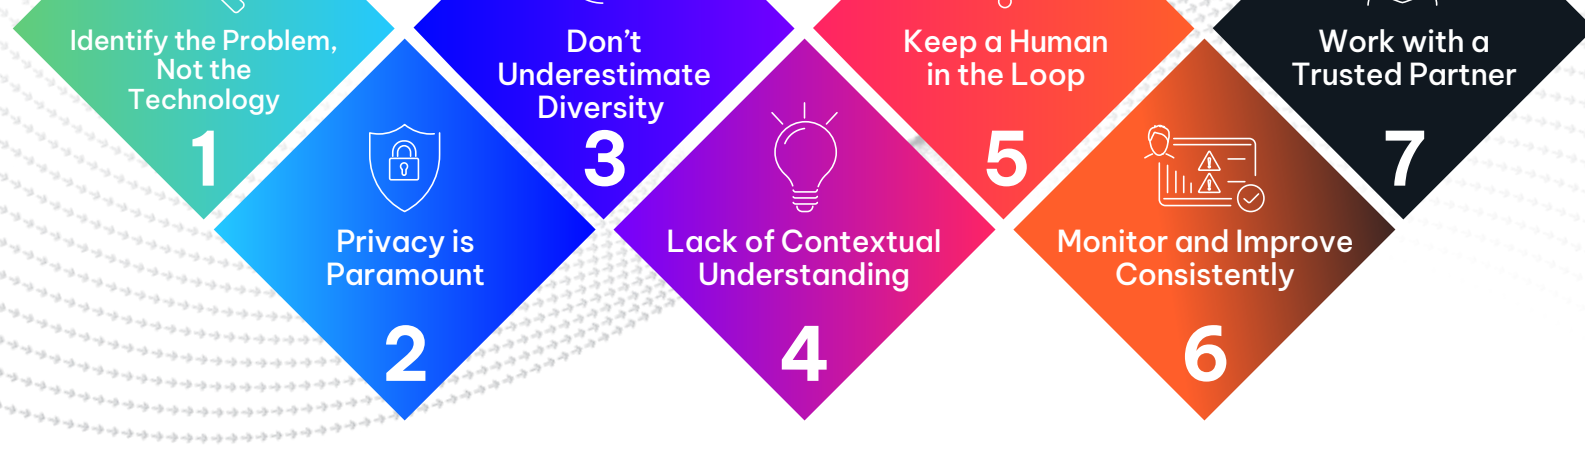 Identify the Problem,
Not the
Technology
1
Privacy is
Paramount
2
Don’t
Underestimate
Diversity
3
Lack of Contextual
Understanding
4
Keep a Human
in the Loop
5
Monitor and Improve
Consistently
6
Work with a
Trusted Partner
7